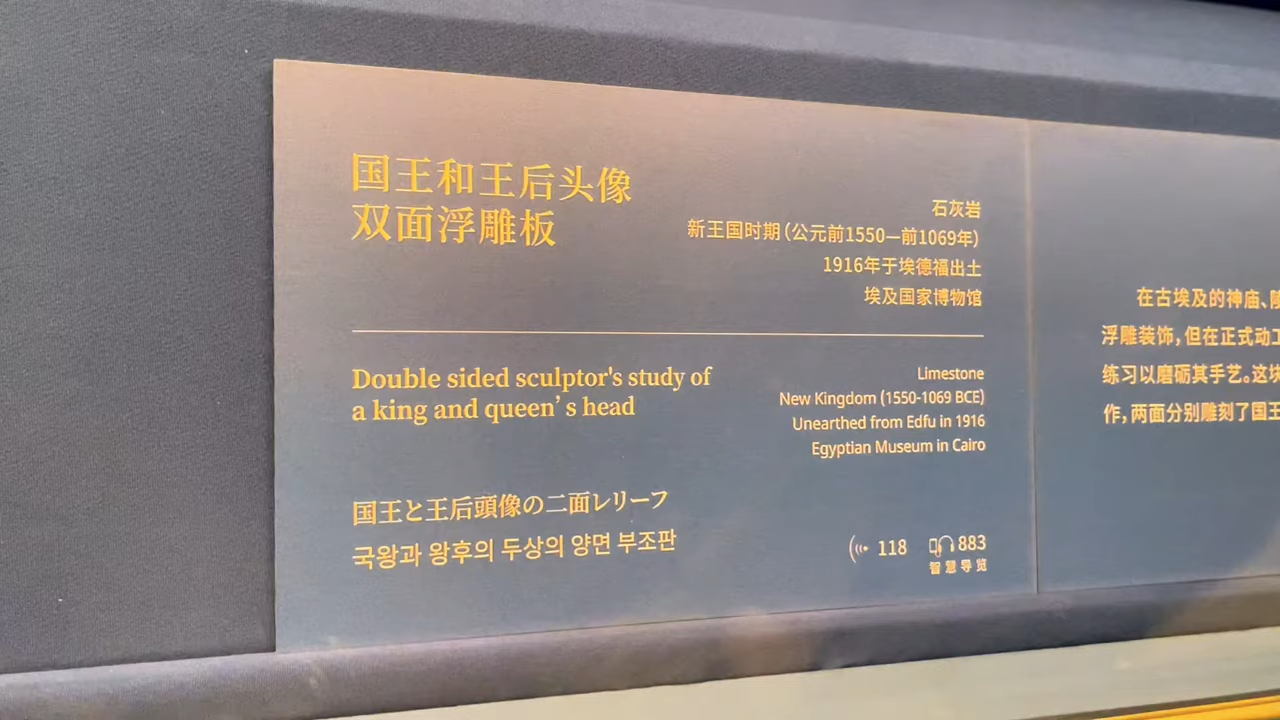 国王和王后头像
双面浮雕板
石灰岩
新王国时期（公元前1550—前1069年）
1916年于埃德福出土
埃及国家博物馆
Double sided sculptor's study of
a king and queen’s head
Limestone
New Kingdom (1550-1069 BCE)
Unearthed from Edfu in 1916
Egyptian Museum in Cairo
国王と王后頭像の二面レリーフ
국왕과 왕후의 두상의 양면 부조판
118
883
智慧导览
在古埃及的神庙、
浮雕装饰，但在正式动工
练习以磨砺其手艺。这块
作，两面分别雕刻了国王